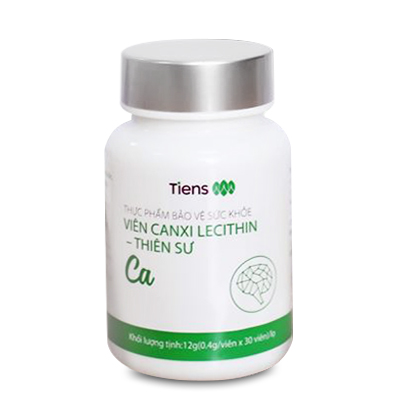 Tiens
THỰC PHẨM BẢO VỆ SỨC KHỎE
VIÊN CANXI LECITHIN
– THIÊN SƯ
Ca
Khối lượng tịnh:12g(0.4g/viên x 30 viên)/lọ